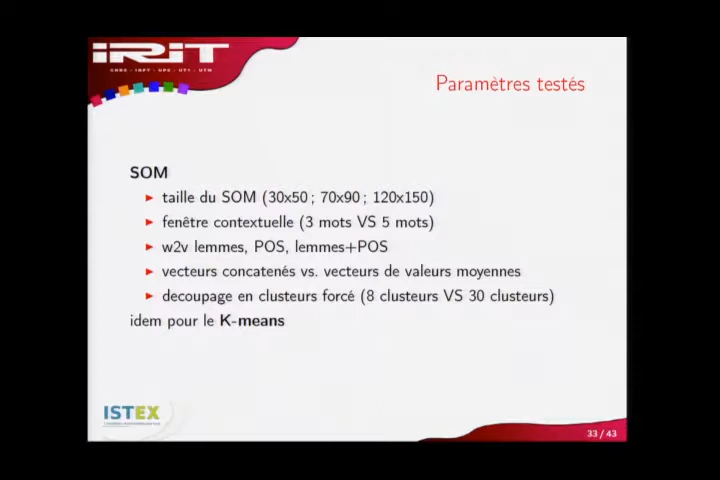 IRIT
CNRS - INPT - UPS - UT1 - UTM
Paramètres testés
SOM
taille du SOM (30x50 ; 70x90 ; 120x150)
fenêtre contextuelle (3 mots VS 5 mots)
w2v lemmes, POS, lemmes+POS
vecteurs concatenés vs. vecteurs de valeurs moyennes
decoupage en clusteurs forcé (8 clusteurs VS 30 clusteurs)
idem pour le K-means
ISTEX
33 / 43